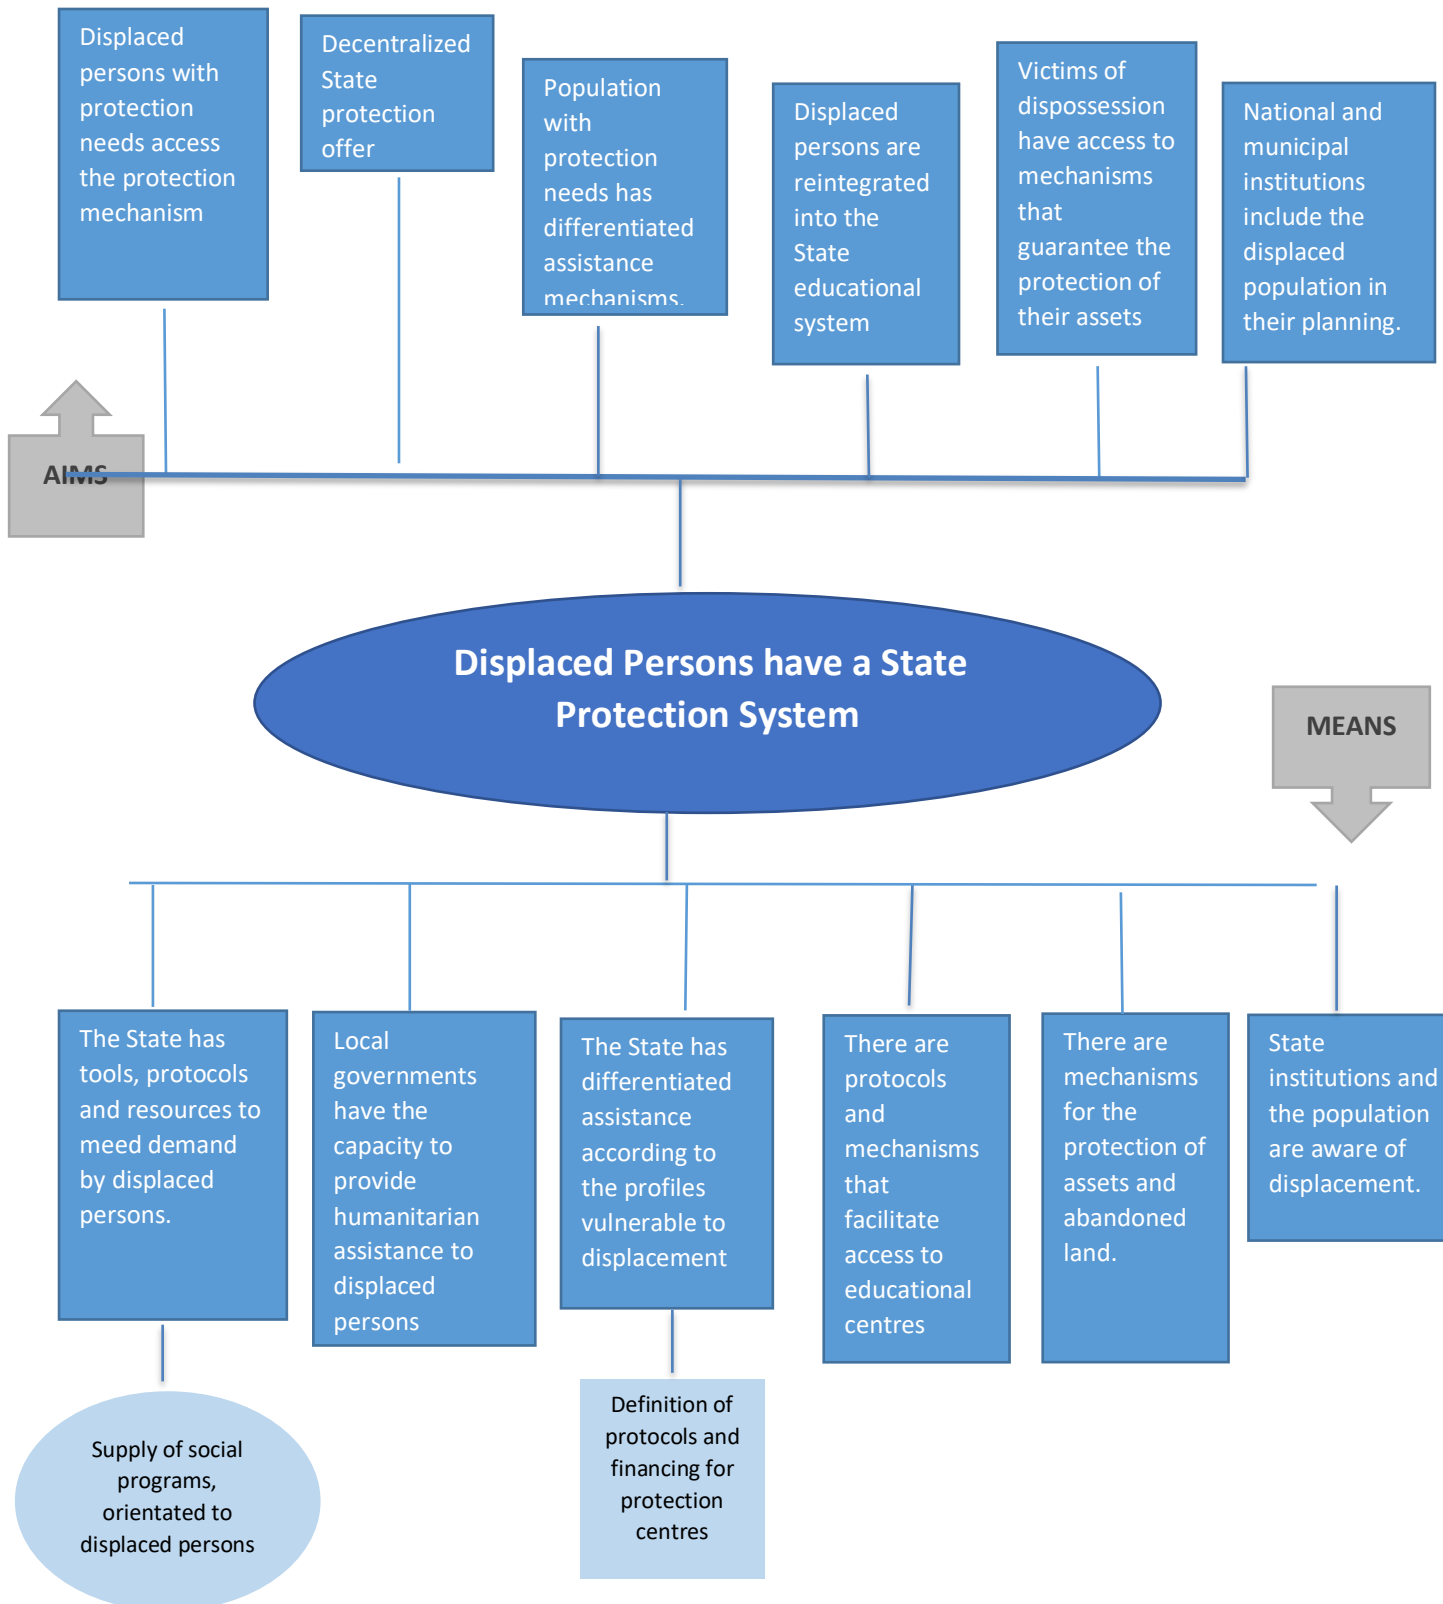 Displaced
persons with
protection
needs access
the protection
mechanism
Decentralized
State
protection
offer
Population
with
protection
needs has
differentiated
assistance
mechanisms.
Displaced
persons are
reintegrated
into the
State
educational
system
Victims of
dispossession
have access to
mechanisms
that
guarantee the
protection of
their assets
National and
municipal
institutions
include the
displaced
population in
their planning.
AIMS
Displaced Persons have a State
Protection System
MEANS
The State has
tools, protocols
and resources to
meed demand
by displaced
persons.
Local
governments
have the
capacity to
provide
humanitarian
assistance to
displaced
persons
The State has
differentiated
assistance
according to
the profiles
vulnerable to
displacement
There are
protocols
and
mechanisms
that
facilitate
access to
educational
centres
There are
mechanisms
for the
protection of
assets and
abandoned
land.
State
institutions and
the population
are aware of
displacement.
Supply of social
programs,
orientated to
displaced persons
Definition of
protocols and
financing for
protection
centres